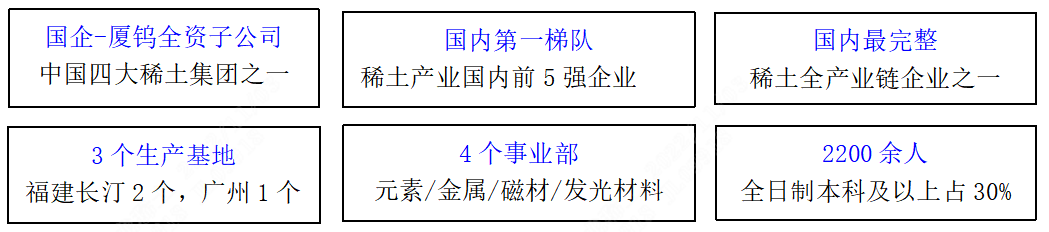 国企-厦钨全资子公司
中国四大稀土集团之一
国内第一梯队
稀土产业国内前5强企业
国内最完整
稀土全产业链企业之一
3个生产基地
福建长汀2个，广州1个
4个事业部
元素/金属/磁材/发光材料
2200余人
全日制本科及以上占30%